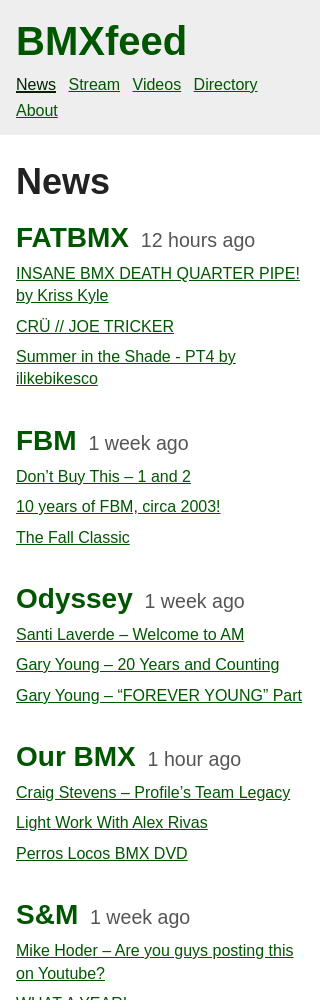 BMXfeed
News Stream Videos Directory
About
News
FATBMX 12 hours ago
INSANE BMX DEATH QUARTER PIPE!
by Kriss Kyle
CRÜ // JOE TRICKER
Summer in the Shade - PT4 by
ilikebikesco
FBM 1 week ago
Don’t Buy This – 1 and 2
10 years of FBM, circa 2003!
The Fall Classic
Odyssey 1 week ago
Santi Laverde – Welcome to AM
Gary Young – 20 Years and Counting
Gary Young – “FOREVER YOUNG” Part
Our BMX 1 hour ago
Craig Stevens – Profile’s Team Legacy
Light Work With Alex Rivas
Perros Locos BMX DVD
S&M 1 week ago
Mike Hoder – Are you guys posting this
on Youtube?
WHAT A YEAR!